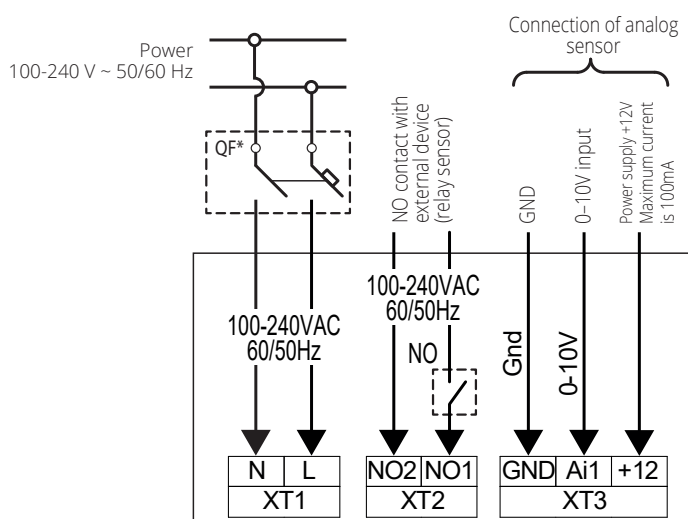 Connection of analog
sensor
Power
100-240 V ~ 50/60 Hz
QF*
NO contact with
external device
(relay sensor)
GND
0–10V input
Power supply +12V
Maximum current
is 100mA
100-240VAC
60/50Hz
100-240VAC
60/50Hz
NO
Gnd
0-10V
N L
NO2 NO1
GND Ai1 +12
XT1
XT2
XT3